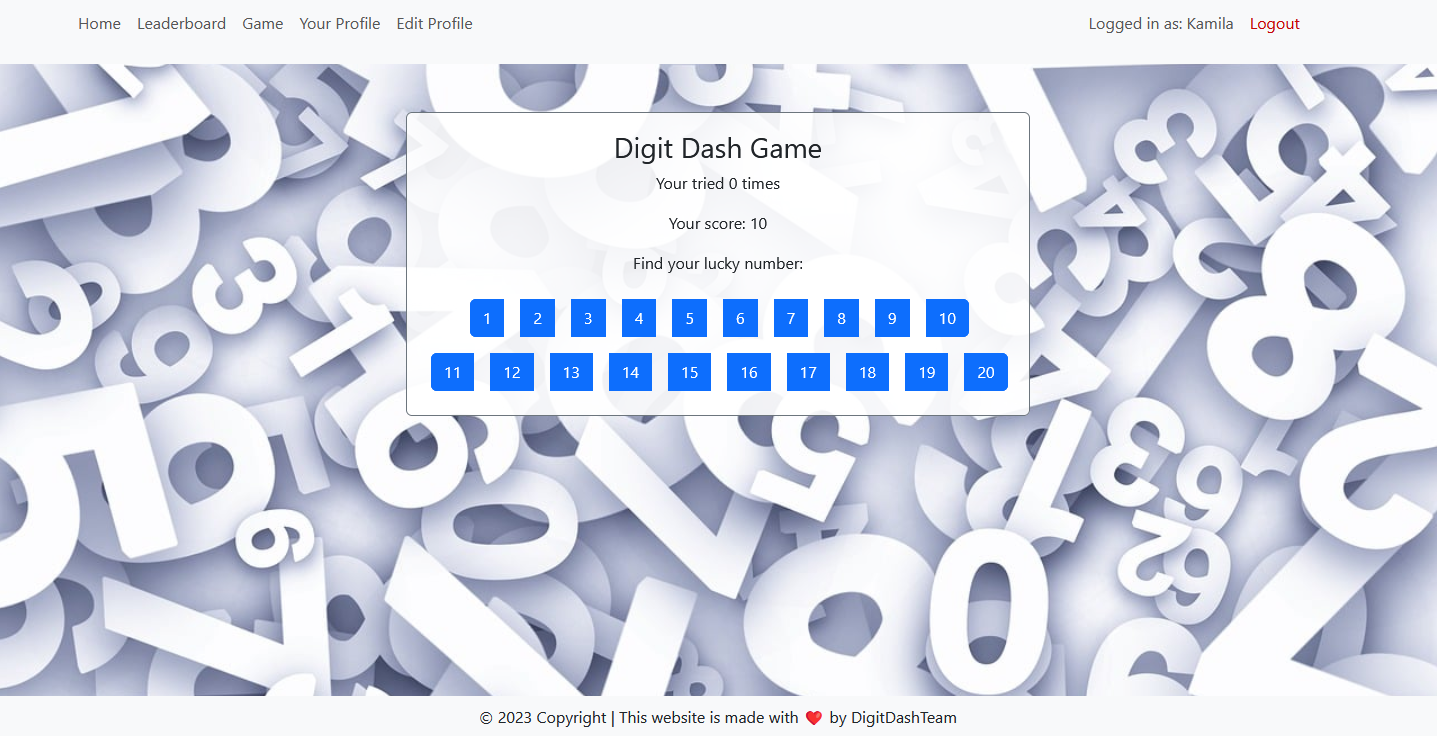 Home Leaderboard Game Your Profile Edit Profile Logged in as: Kamila Logout
Digit Dash Game
Your tried 0 times
Your score: 10
Find your lucky number:
1 2 3 4 5 6 7 8 9 10
11 12 13 14 15 16 17 18 19 20
© 2023 Copyright | This website is made with ❤️ by DigitDashTeam